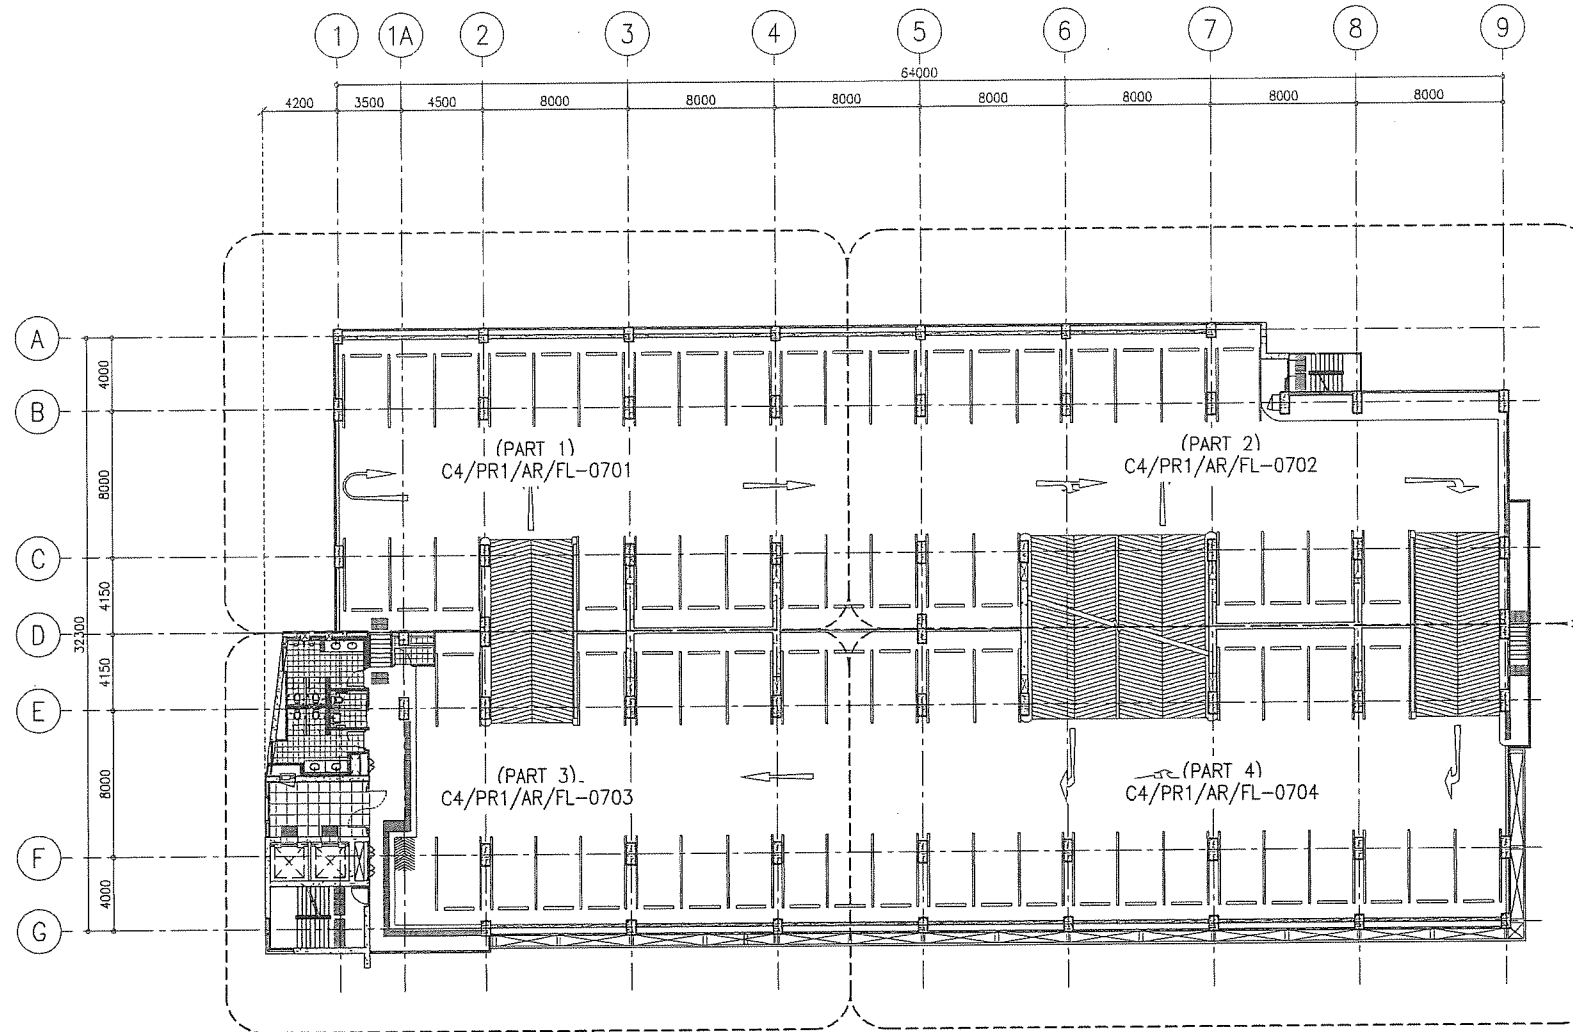 1 1A 2 3 4 5 6 7 8 9
64000
4200 3500 4500 8000 8000 8000 8000 8000 8000 8000
A
4000
B
(PART 1)
C4/PR1/AR/FL-0701
(PART 2)
C4/PR1/AR/FL-0702
8000
C
4150
D
32300
4150
E
8000
(PART 3)
C4/PR1/AR/FL-0703
(PART 4)
C4/PR1/AR/FL-0704
F
4000
G